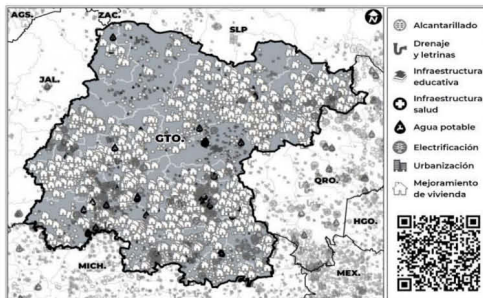 AGS.
ZAC.
SLP
JAL.
GTO.
QRO.
HGO.
MICH.
MEX.
N
Alcantarillado
Drenaje
y letrinas
Infraestructura
educativa
Infraestructura
salud
Agua potable
Electrificación
Urbanización
Mejoramiento
de vivienda